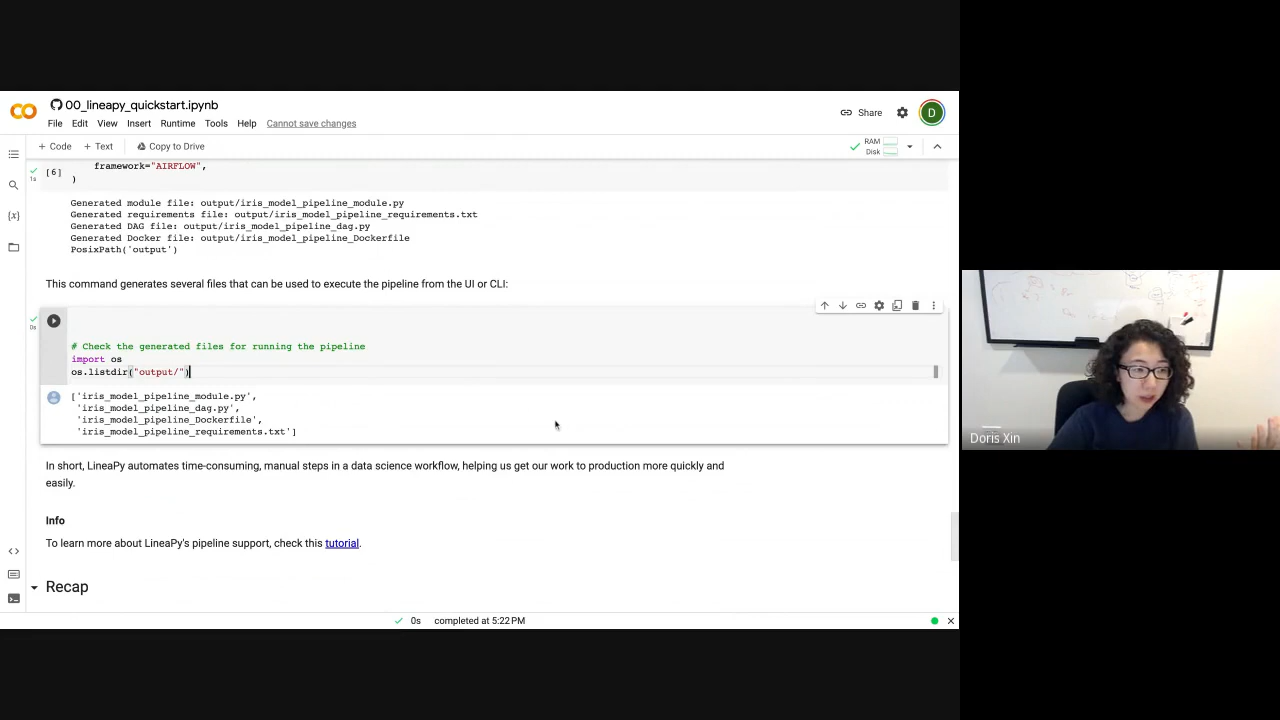 00_lineapy_quickstart.ipynb
File Edit View Insert Runtime Tools Help Cannot save changes
Share
D
+ Code + Text Copy to Drive
RAM
Disk
[6]
1s
framework="AIRFLOW",
)
Generated module file: output/iris_model_pipeline_module.py
Generated requirements file: output/iris_model_pipeline_requirements.txt
Generated DAG file: output/iris_model_pipeline_dag.py
Generated Docker file: output/iris_model_pipeline_Dockerfile
PosixPath('output')
This command generates several files that can be used to execute the pipeline from the UI or CLI:
0s
# Check the generated files for running the pipeline
import os
os.listdir("output/")
['iris_model_pipeline_module.py',
'iris_model_pipeline_dag.py',
'iris_model_pipeline_Dockerfile',
'iris_model_pipeline_requirements.txt']
In short, LineaPy automates time-consuming, manual steps in a data science workflow, helping us get our work to production more quickly and
easily.
Info
To learn more about LineaPy's pipeline support, check this tutorial.
Recap
0s completed at 5:22 PM
Doris Xin